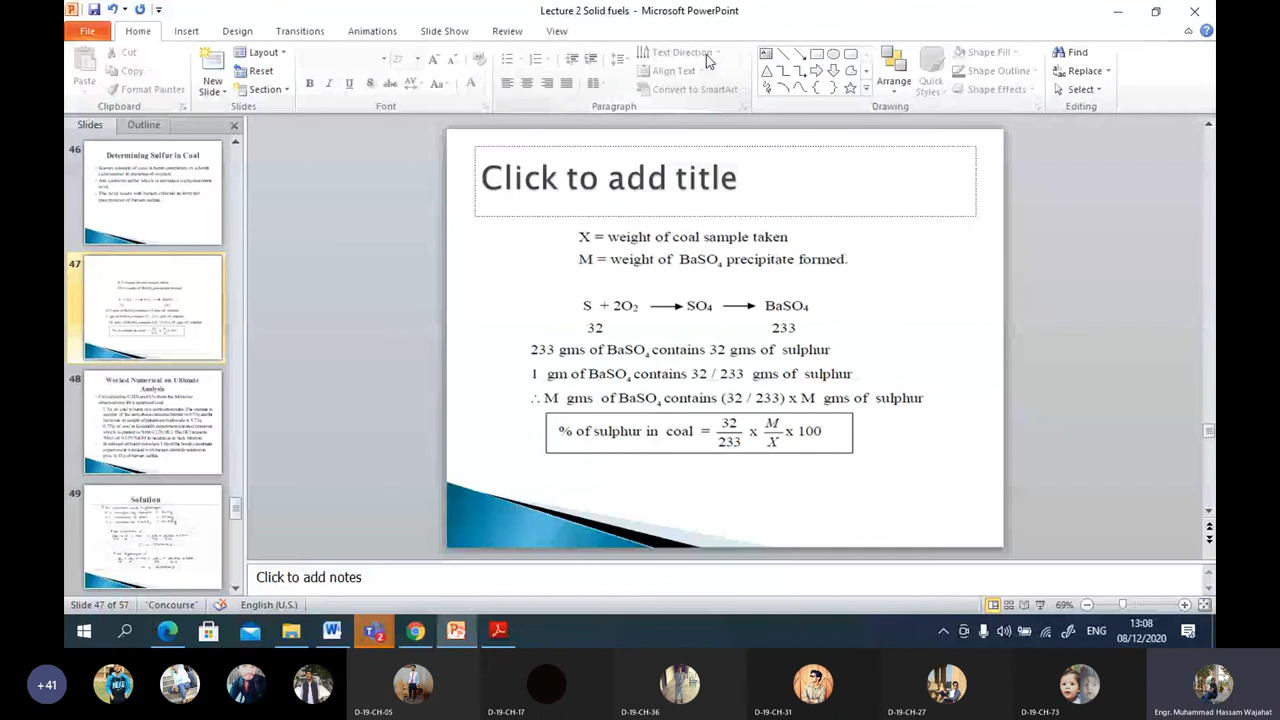 Lecture 2 Solid fuels - Microsoft PowerPoint
File Home Insert Design Transitions Animations Slide Show Review View
Paste
Cut
Copy
Format Painter
Clipboard
New
Slide
Layout
Reset
Section
Slides
27
Font
Text Direction
Align Text
Convert to SmartArt
Paragraph
Arrange
Quick
Styles
Shape Fill
Shape Outline
Shape Effects
Drawing
Find
Replace
Select
Editing
Slides Outline
46
Determining Sulfur in Coal
47
48
Worked Numerical on Ultimate
Analysis
49
Solution
Click to add title
X = weight of coal sample taken
M = weight of BaSO4 precipitate formed.
S + 2O2 → SO4 → BaSO4
32 233
233 gms of BaSO4 contains 32 gms of sulphur
1 gm of BaSO4 contains 32 / 233 gms of sulphur
∴ M gms of BaSO4 contains (32 / 233) x M gms of sulphur
% of sulphur in coal = 32/233 x M/X x 100
Click to add notes
Slide 47 of 57 "Concourse" English (U.S.) 69%
ENG 13:08
08/12/2020
+41
D-19-CH-05 D-19-CH-17 D-19-CH-36 D-19-CH-31 D-19-CH-27 D-19-CH-73 Engr. Muhammad Hassam Wajahat